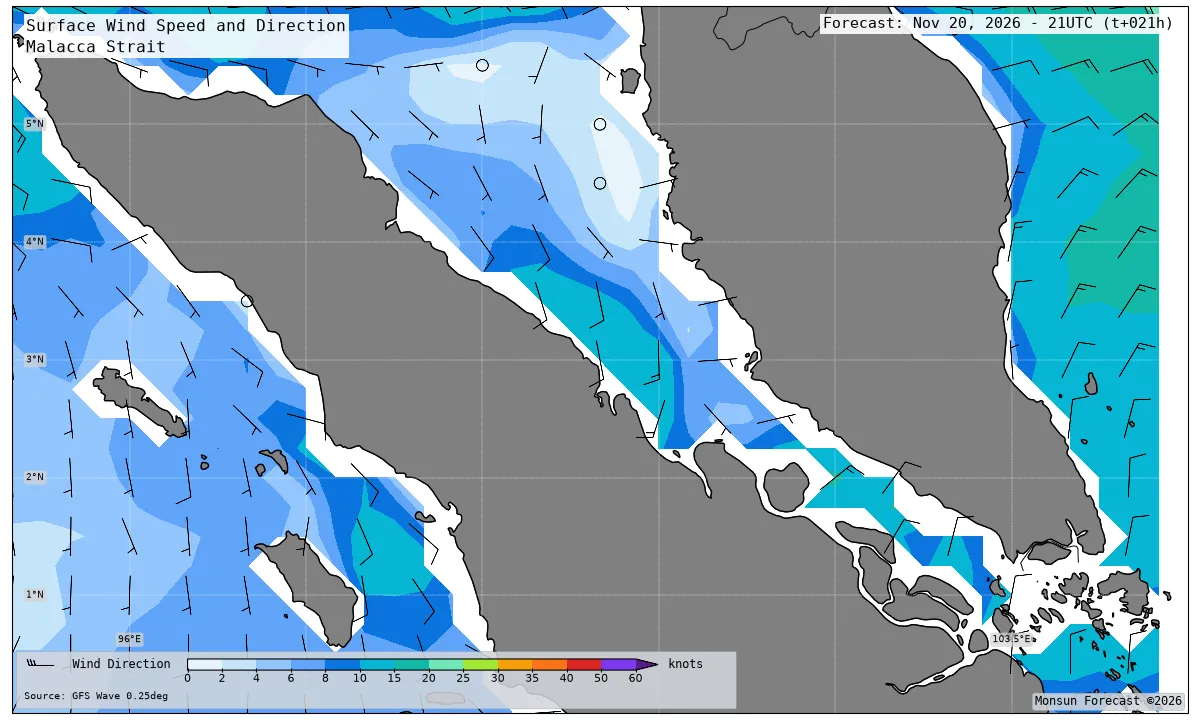 Surface Wind Speed and Direction
Malacca Strait
Forecast: Nov 20, 2026 - 21UTC (t+021h)
5°N
4°N
3°N
2°N
1°N
96°E
103.5°E
Wind Direction
0 2 4 6 8 10 15 20 25 30 35 40 50 60
knots
Source: GFS Wave 0.25deg
Monsun Forecast ©2026